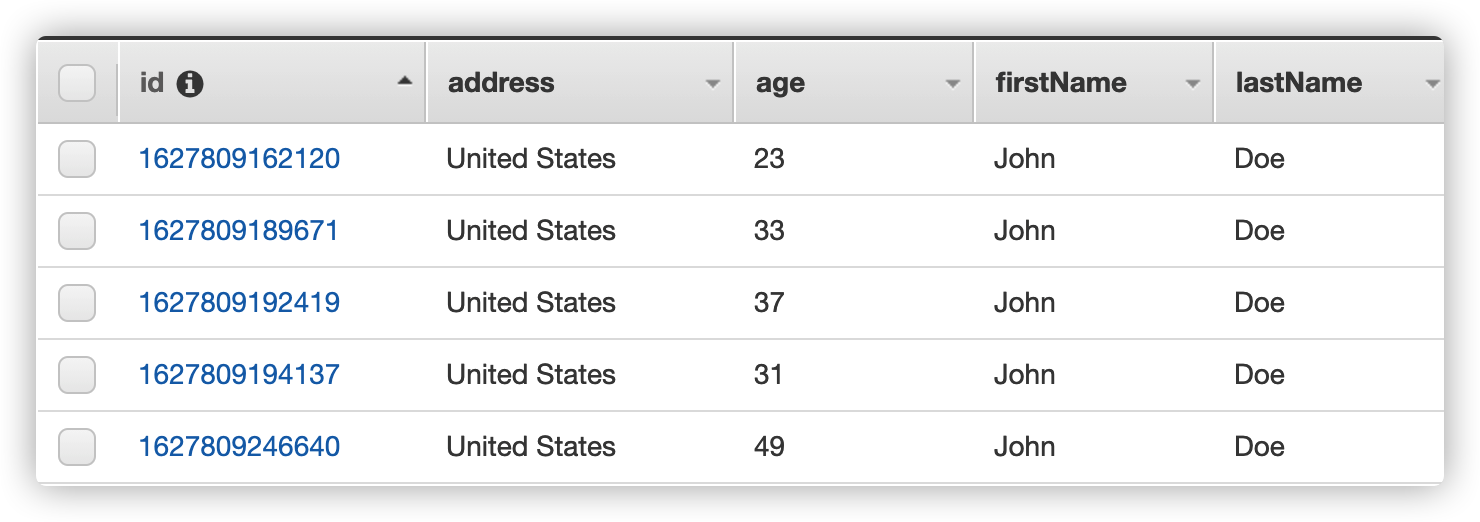 id address age firstName lastName
1627809162120 United States 23 John Doe
1627809189671 United States 33 John Doe
1627809192419 United States 37 John Doe
1627809194137 United States 31 John Doe
1627809246640 United States 49 John Doe